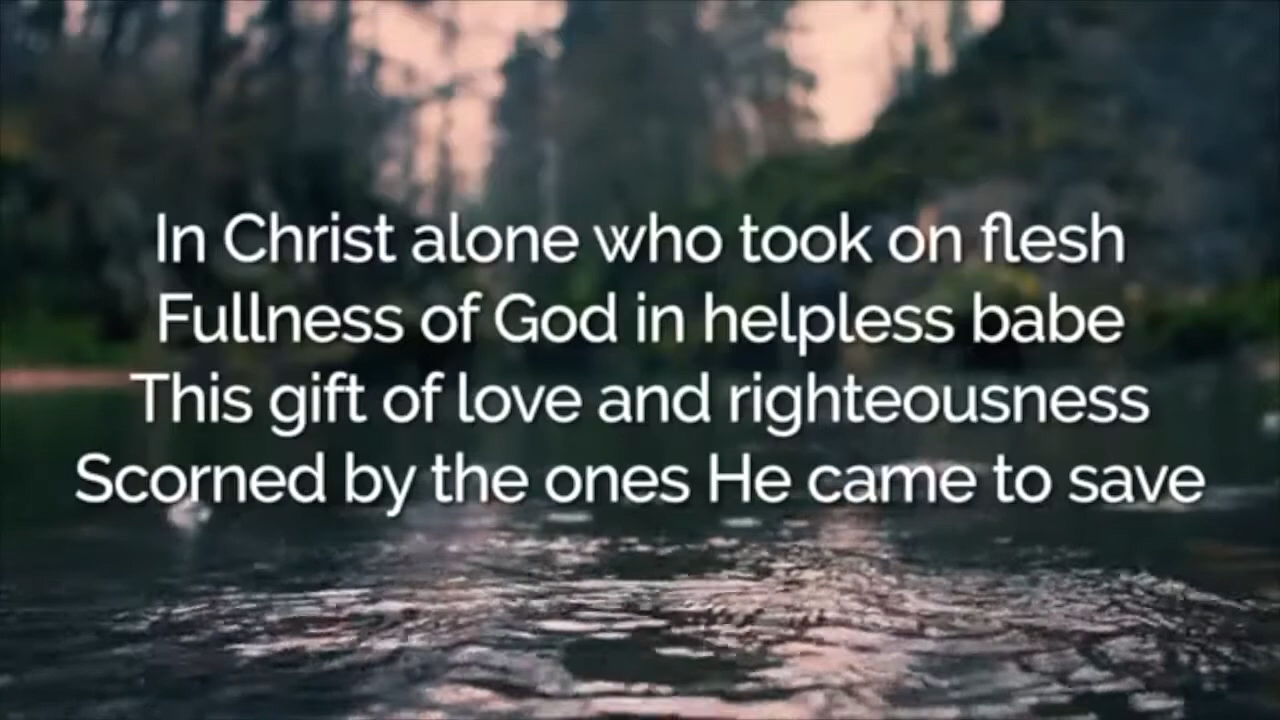 In Christ alone who took on flesh
Fullness of God in helpless babe
This gift of love and righteousness
Scorned by the ones He came to save